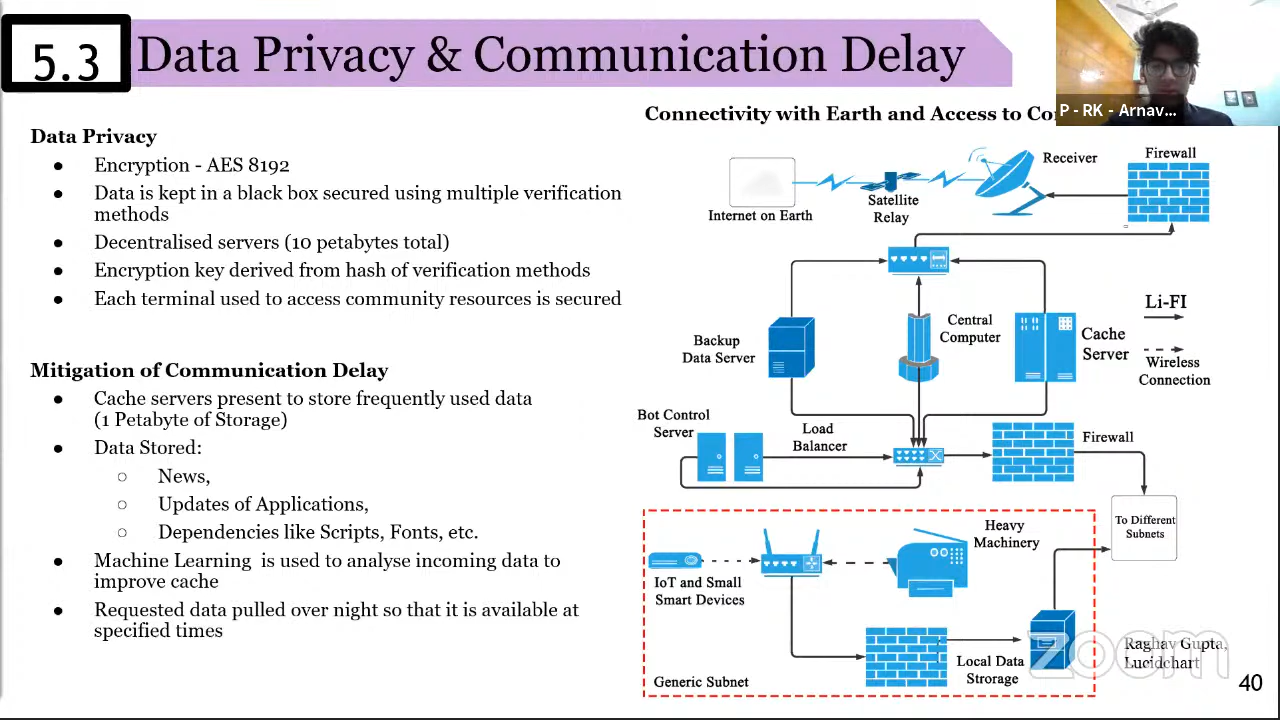 5.3
Data Privacy & Communication Delay
P - RK - Arnav...
Data Privacy
● Encryption - AES 8192
● Data is kept in a black box secured using multiple verification
methods
● Decentralised servers (10 petabytes total)
● Encryption key derived from hash of verification methods
● Each terminal used to access community resources is secured
Mitigation of Communication Delay
● Cache servers present to store frequently used data
(1 Petabyte of Storage)
● Data Stored:
○ News,
○ Updates of Applications,
○ Dependencies like Scripts, Fonts, etc.
● Machine Learning is used to analyse incoming data to
improve cache
● Requested data pulled over night so that it is available at
specified times
Connectivity with Earth and Access to
Internet on Earth
Satellite
Relay
Receiver
Firewall
Backup
Data Server
Central
Computer
Cache
Server
Li-FI
Wireless
Connection
Bot Control
Server
Load
Balancer
Firewall
To Different
Subnets
IoT and Small
Smart Devices
Heavy
Machinery
Local Data
Strorage
Generic Subnet
Raghav Gupta,
Lucidchart
zoom
40